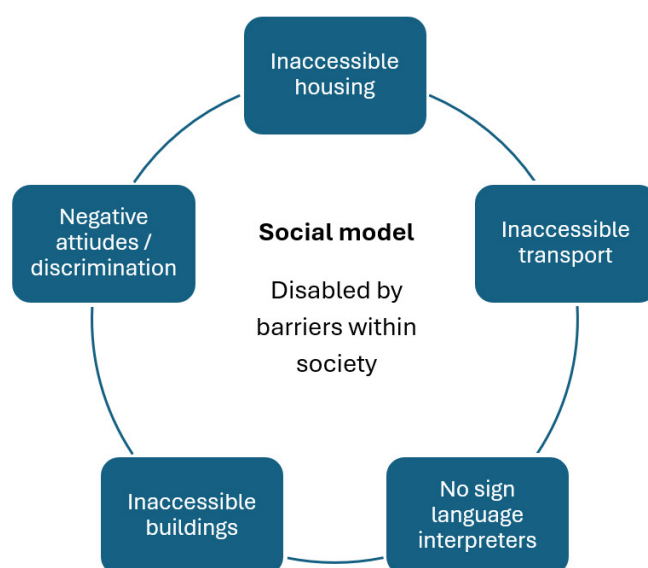 Inaccessible
housing
Negative
attiudes /
discrimination
Social model
Disabled by
barriers within
society
Inaccessible
transport
Inaccessible
buildings
No sign
language
interpreters